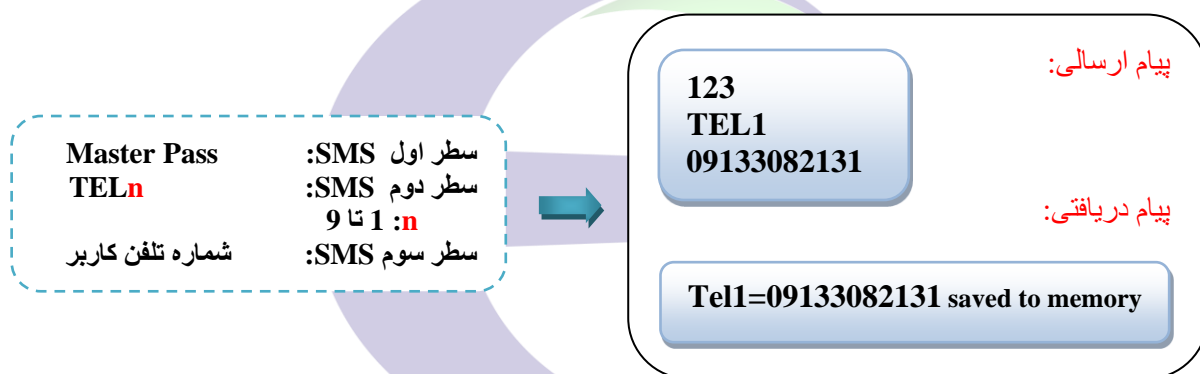 سطر اول SMS: Master Pass
سطر دوم SMS: TELn
n: 1 تا 9
سطر سوم SMS: شماره تلفن کاربر
پیام ارسالی:
123
TEL1
09133082131
پیام دریافتی:
Tel1=09133082131 saved to memory